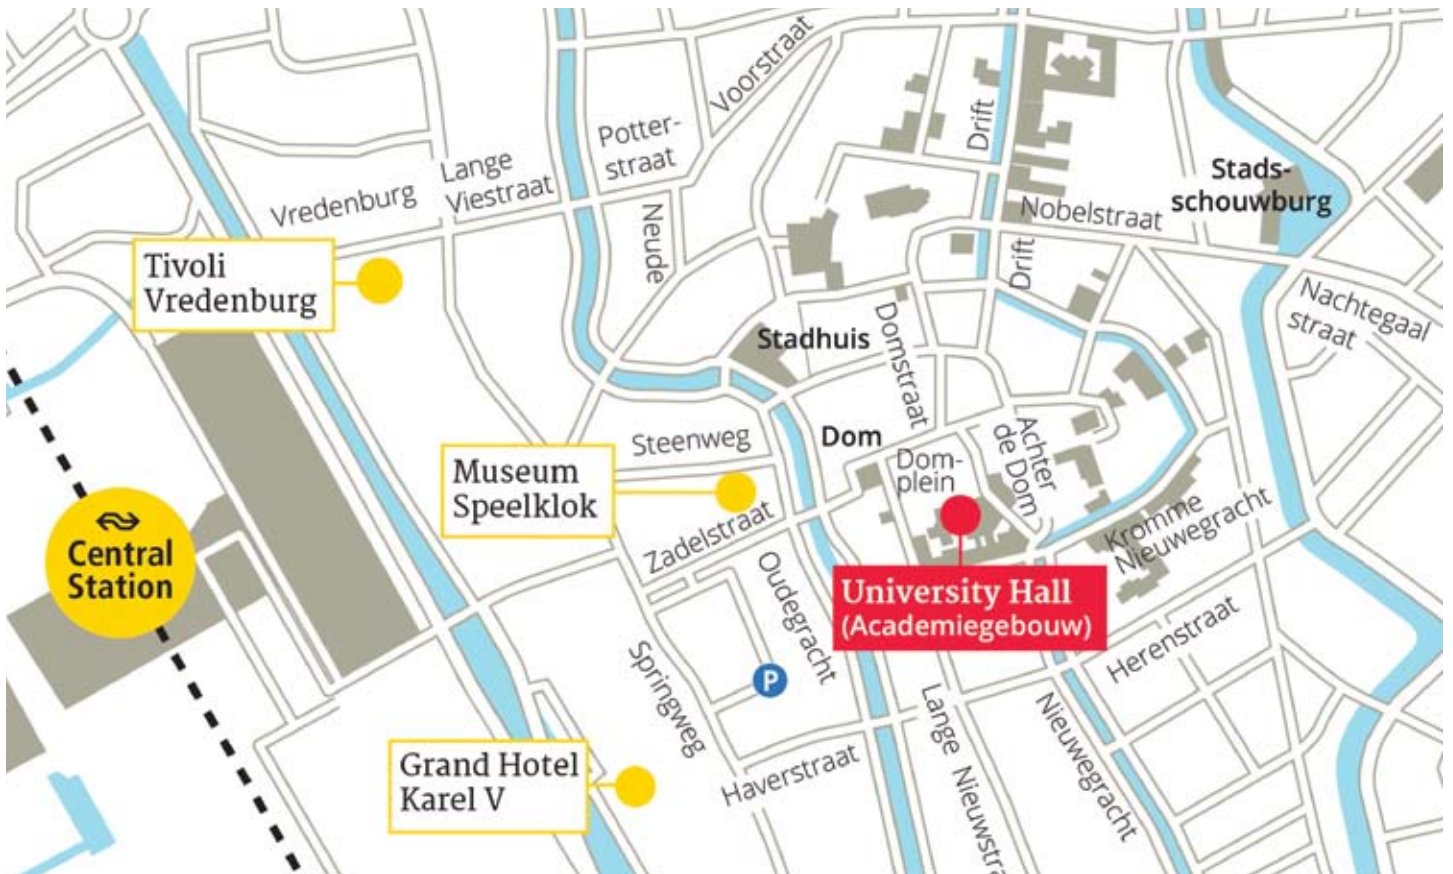 Voorstraat
Potter-
straat
Drift
Lange
Viestraat
Vredenburg
Neude
Stads-
schouwburg
Nobelstraat
Drift
Tivoli
Vredenburg
Nachtegaal
straat
Stadhuis
Domstraat
Steenweg
Dom
Dom-
plein
Achter
de Dom
Museum
Speelklok
Zadelstraat
Kromme
Nieuwegracht
Central
Station
Oudegracht
University Hall
(Academiegebouw)
Herenstraat
Springweg
P
Lange Nieuwstra
Nieuwegracht
Grand Hotel
Karel V
Haverstraat